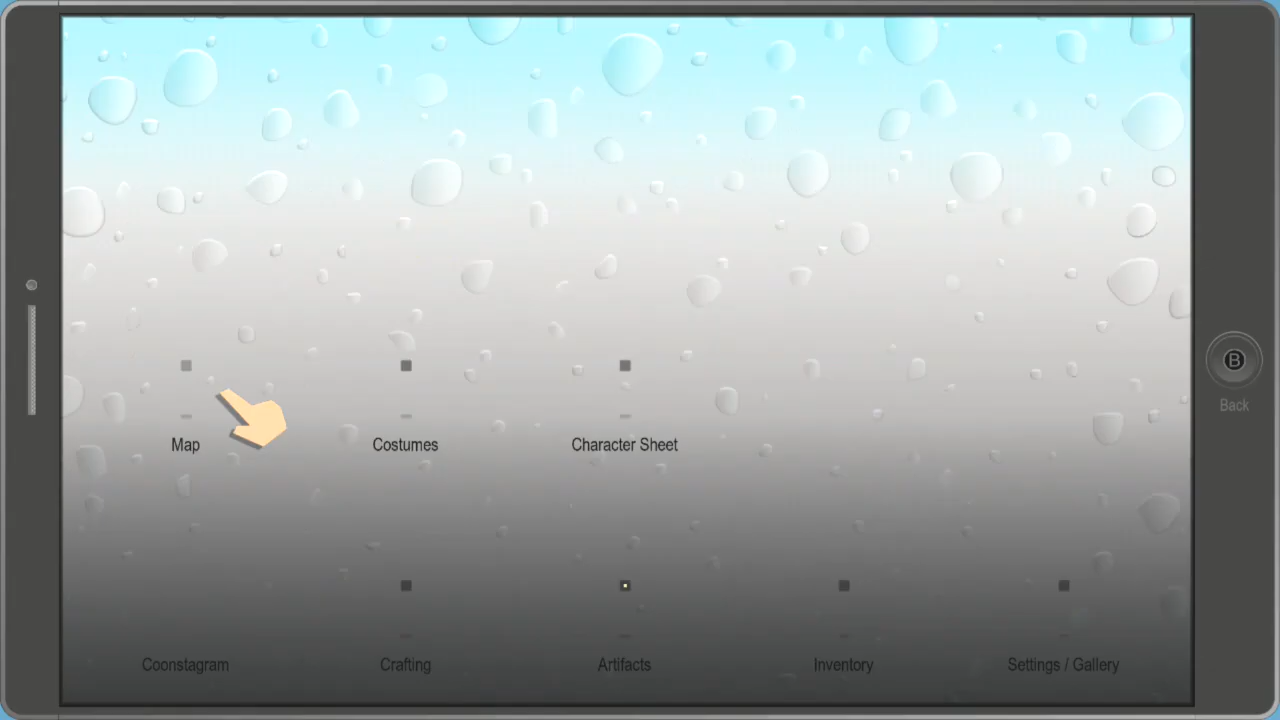 B
Back
Map
Costumes
Character Sheet
Coonstagram
Crafting
Artifacts
Inventory
Settings / Gallery